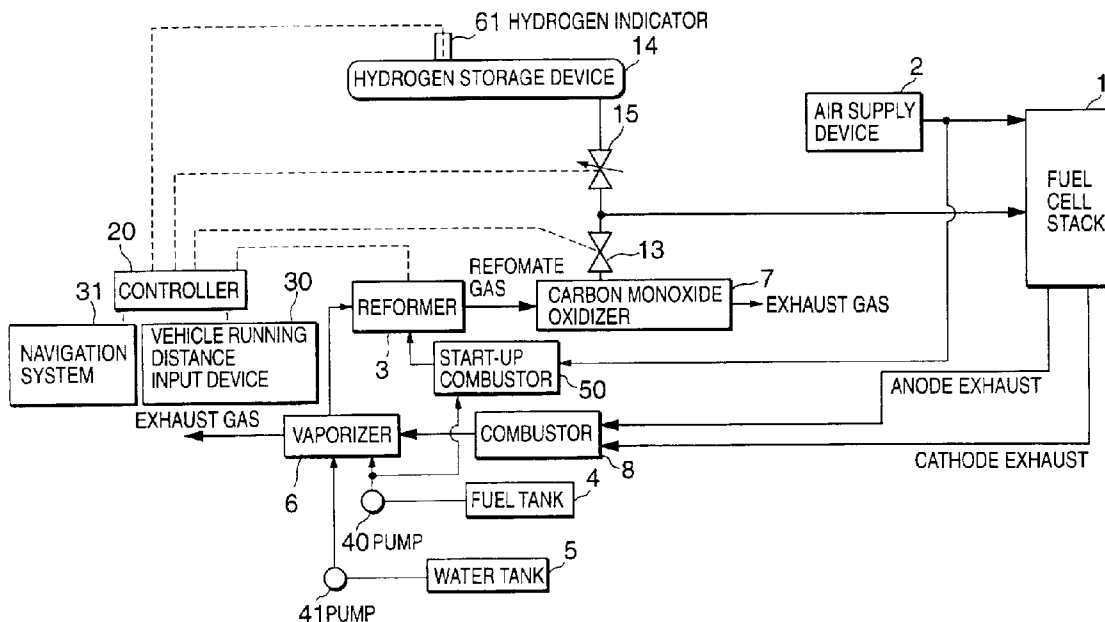 61 HYDROGEN INDICATOR
14
HYDROGEN STORAGE DEVICE
2
1
AIR SUPPLY
DEVICE
15
FUEL
CELL
STACK
20
13
CONTROLLER
REFOMATE
GAS
7
31
30
REFORMER
CARBON MONOXIDE
OXIDIZER
EXHAUST GAS
NAVIGATION
SYSTEM
VEHICLE RUNNING
DISTANCE
INPUT DEVICE
3
START-UP
COMBUSTOR
50
ANODE EXHAUST
EXHAUST GAS
VAPORIZER
COMBUSTOR
CATHODE EXHAUST
6
8
4
FUEL TANK
40 PUMP
5
WATER TANK
41 PUMP